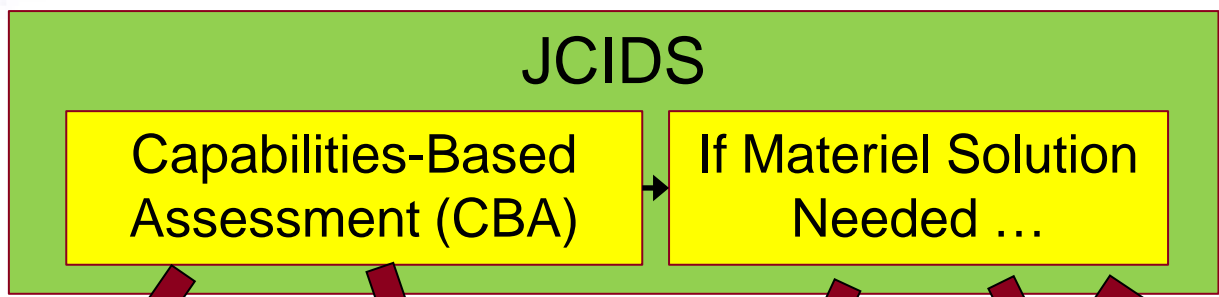 JCIDS
Capabilities-Based
Assessment (CBA)
If Materiel Solution
Needed …